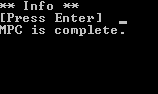 ** Info **
[Press Enter]  _
MPC is complete.